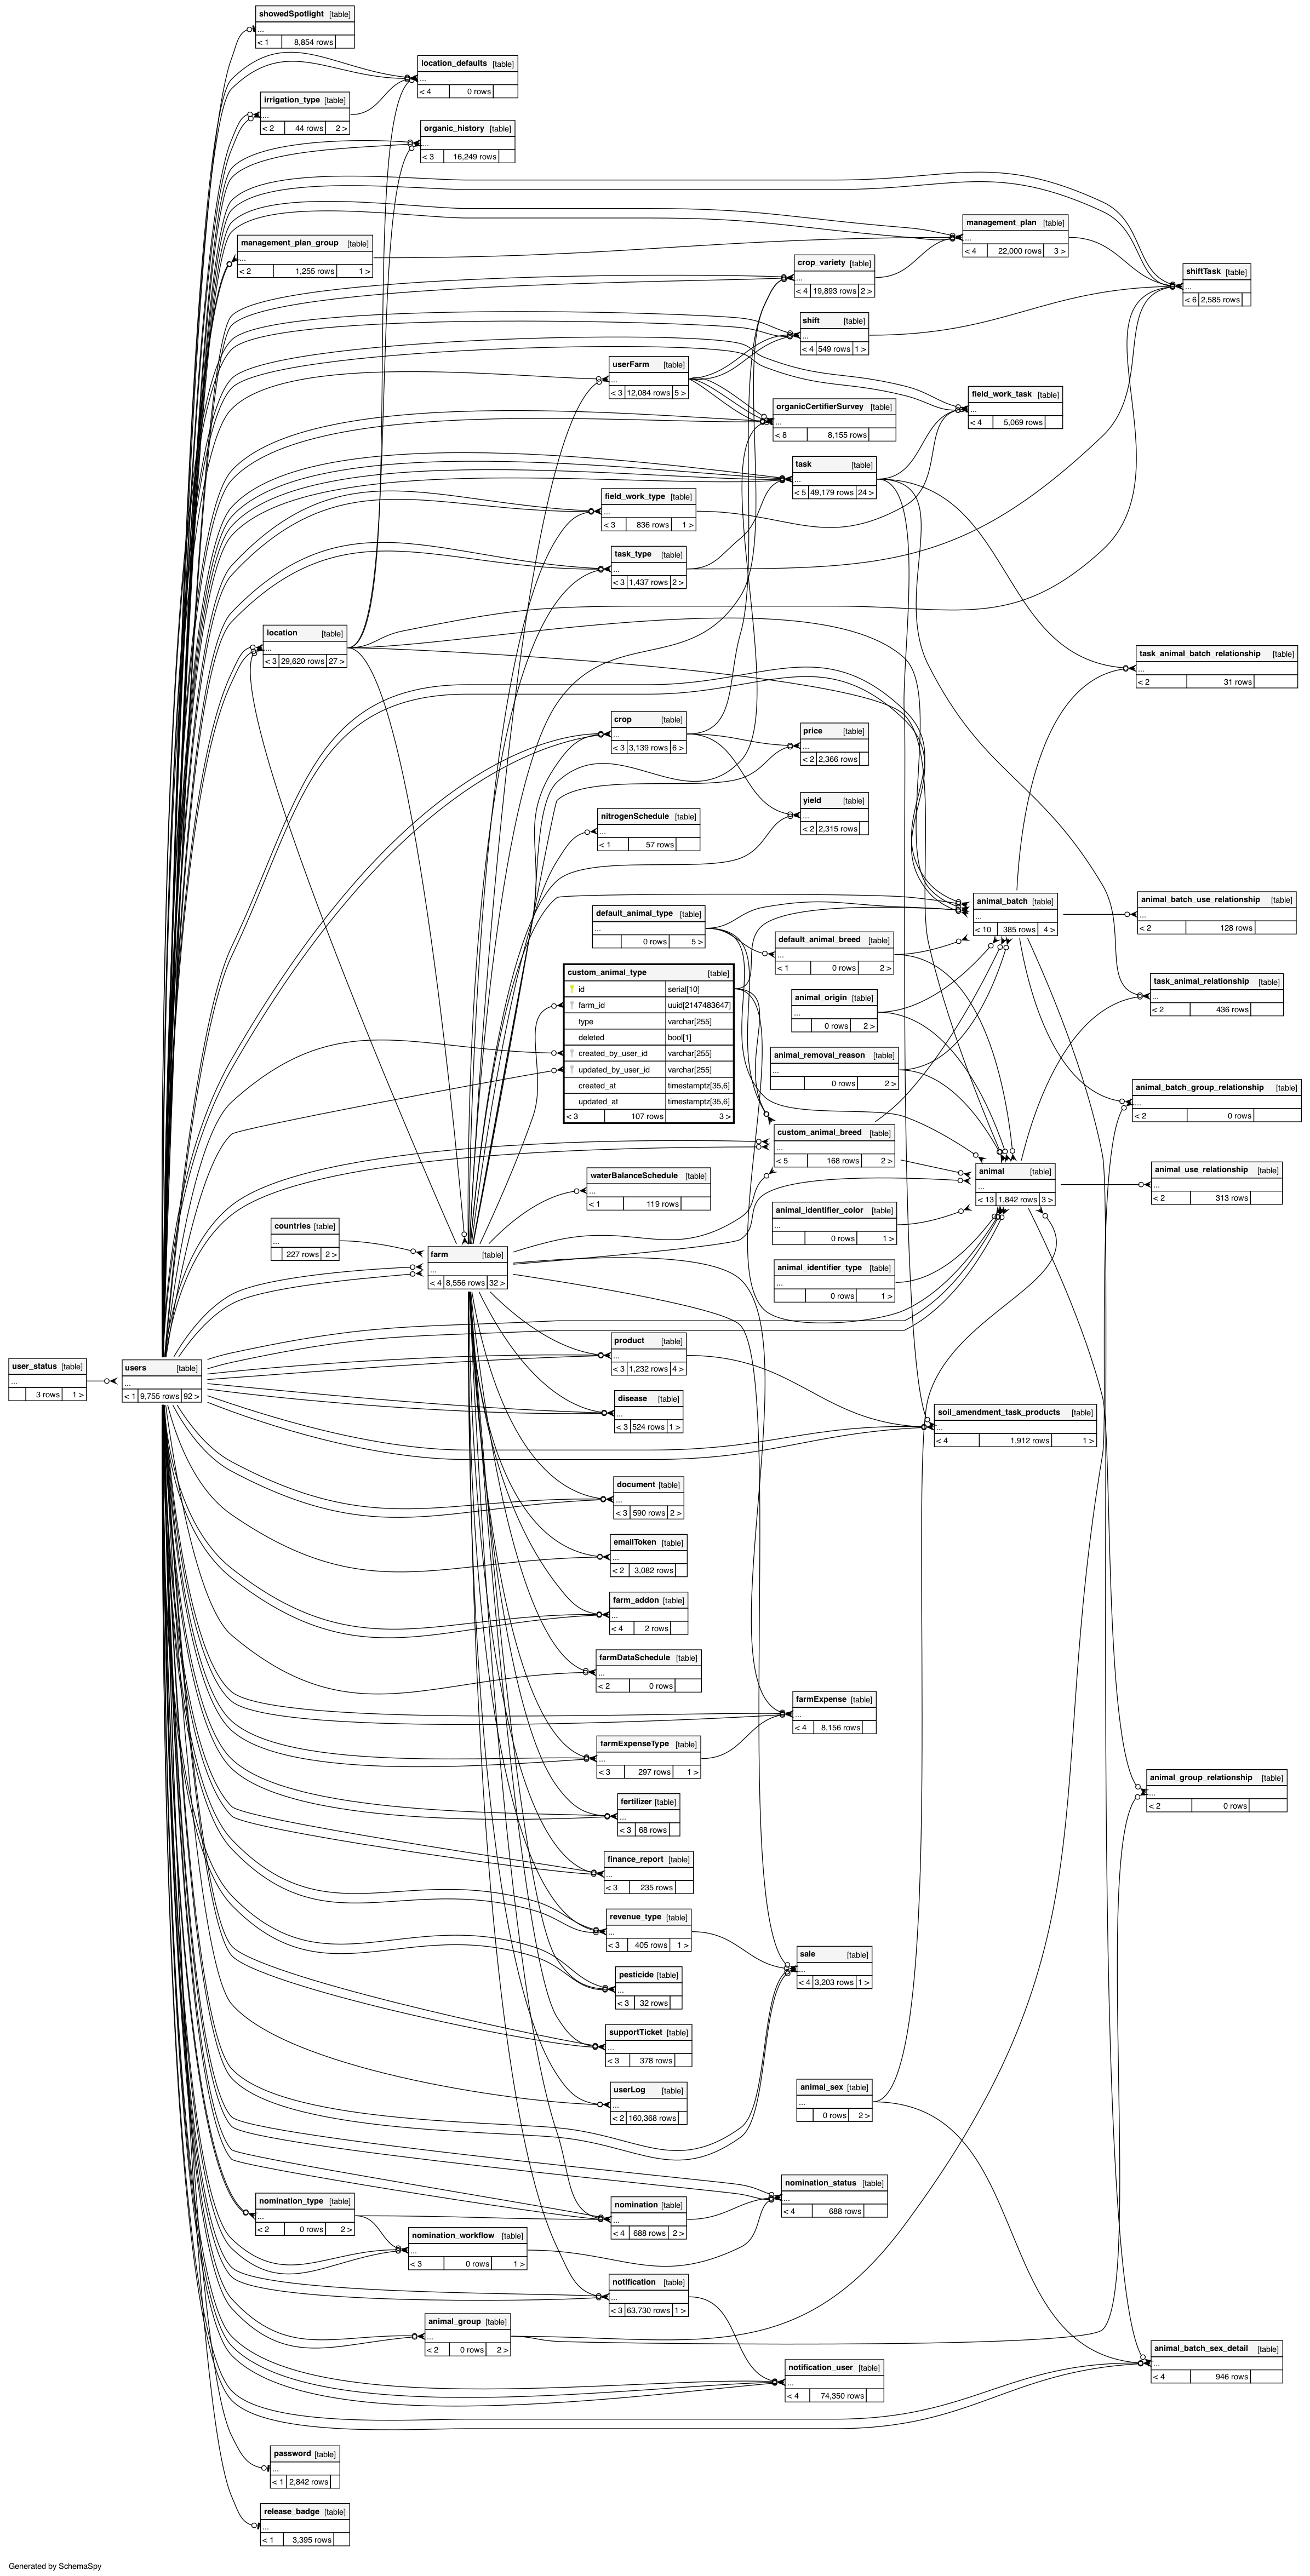 showedSpotlight [table]
...
< 1 8,854 rows
location_defaults [table]
...
< 4 0 rows
irrigation_type [table]
...
< 2 44 rows 2 >
organic_history [table]
...
< 3 16,249 rows
management_plan [table]
...
< 4 22,000 rows 3 >
management_plan_group [table]
...
< 2 1,255 rows 1 >
crop_variety [table]
...
< 4 19,893 rows 2 >
shiftTask [table]
...
< 6 2,585 rows
shift [table]
...
< 4 549 rows 1 >
userFarm [table]
...
< 3 12,084 rows 5 >
field_work_task [table]
...
< 4 5,069 rows
organicCertifierSurvey [table]
...
< 8 8,155 rows
task [table]
...
< 5 49,179 rows 24 >
field_work_type [table]
...
< 3 836 rows 1 >
task_type [table]
...
< 3 1,437 rows 2 >
location [table]
...
< 3 29,620 rows 27 >
task_animal_batch_relationship [table]
...
< 2 31 rows
crop [table]
...
< 3 3,139 rows 6 >
price [table]
...
< 2 2,366 rows
yield [table]
...
< 2 2,315 rows
nitrogenSchedule [table]
...
< 1 57 rows
animal_batch [table]
...
< 10 385 rows 4 >
animal_batch_use_relationship [table]
...
< 2 128 rows
default_animal_type [table]
...
0 rows 5 >
default_animal_breed [table]
...
< 1 0 rows 2 >
custom_animal_type [table]
id serial[10]
farm_id uuid[2147483647]
type varchar[255]
deleted bool[1]
created_by_user_id varchar[255]
updated_by_user_id varchar[255]
created_at timestamptz[35,6]
updated_at timestamptz[35,6]
< 3 107 rows 3 >
task_animal_relationship [table]
...
< 2 436 rows
animal_origin [table]
...
0 rows 2 >
animal_removal_reason [table]
...
0 rows 2 >
animal_batch_group_relationship [table]
...
< 2 0 rows
custom_animal_breed [table]
...
< 5 168 rows 2 >
animal [table]
...
< 13 1,842 rows 3 >
animal_use_relationship [table]
...
< 2 313 rows
waterBalanceSchedule [table]
...
< 1 119 rows
animal_identifier_color [table]
...
0 rows 1 >
countries [table]
...
227 rows 2 >
farm [table]
...
< 4 8,556 rows 32 >
animal_identifier_type [table]
...
0 rows 1 >
product [table]
...
< 3 1,232 rows 4 >
user_status [table]
...
3 rows 1 >
users [table]
...
< 1 9,755 rows 92 >
disease [table]
...
< 3 524 rows 1 >
soil_amendment_task_products [table]
...
< 4 1,912 rows 1 >
document [table]
...
< 3 590 rows 2 >
emailToken [table]
...
< 2 3,082 rows
farm_addon [table]
...
< 4 2 rows
farmDataSchedule [table]
...
< 2 0 rows
farmExpense [table]
...
< 4 8,156 rows
farmExpenseType [table]
...
< 3 297 rows 1 >
animal_group_relationship [table]
...
< 2 0 rows
fertilizer [table]
...
< 3 68 rows
finance_report [table]
...
< 3 235 rows
revenue_type [table]
...
< 3 405 rows 1 >
sale [table]
...
< 4 3,203 rows 1 >
pesticide [table]
...
< 3 32 rows
supportTicket [table]
...
< 3 378 rows
userLog [table]
...
< 2 160,368 rows
animal_sex [table]
...
0 rows 2 >
nomination_status [table]
...
< 4 688 rows
nomination_type [table]
...
< 2 0 rows 2 >
nomination [table]
...
< 4 688 rows 2 >
nomination_workflow [table]
...
< 3 0 rows 1 >
notification [table]
...
< 3 63,730 rows 1 >
animal_group [table]
...
< 2 0 rows 2 >
animal_batch_sex_detail [table]
...
< 4 946 rows
notification_user [table]
...
< 4 74,350 rows
password [table]
...
< 1 2,842 rows
release_badge [table]
...
< 1 3,395 rows
Generated by SchemaSpy